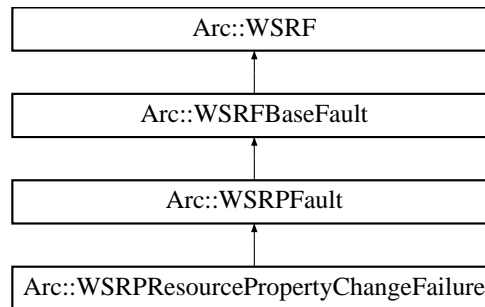 Arc::WSRF
Arc::WSRFBaseFault
Arc::WSRPFault
Arc::WSRPResourcePropertyChangeFailure